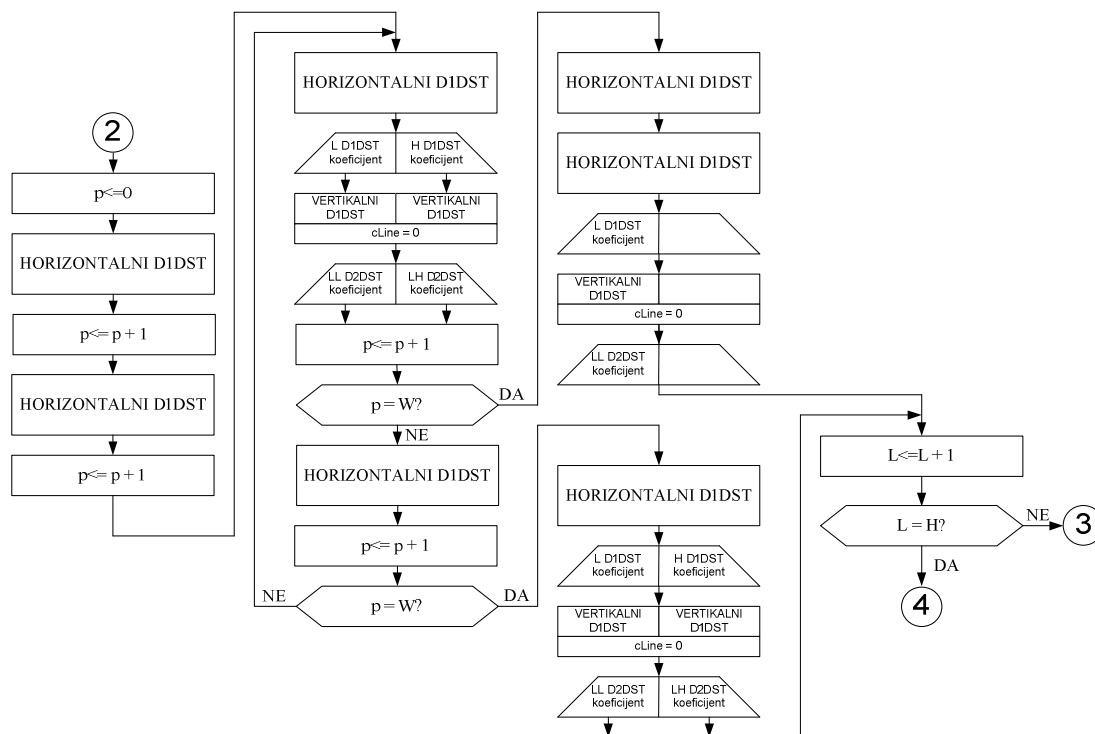 2
p<=0
HORIZONTALNI D1DST
p<= p + 1
HORIZONTALNI D1DST
p<= p + 1
HORIZONTALNI D1DST
L D1DST
koeficijent
H D1DST
koeficijent
VERTIKALNI
D1DST
VERTIKALNI
D1DST
cLine = 0
LL D2DST
koeficijent
LH D2DST
koeficijent
p<= p + 1
p = W?
DA
NE
HORIZONTALNI D1DST
p<= p + 1
p = W?
NE
DA
HORIZONTALNI D1DST
HORIZONTALNI D1DST
L D1DST
koeficijent
VERTIKALNI
D1DST
cLine = 0
LL D2DST
koeficijent
HORIZONTALNI D1DST
L D1DST
koeficijent
H D1DST
koeficijent
VERTIKALNI
D1DST
VERTIKALNI
D1DST
cLine = 0
LL D2DST
koeficijent
LH D2DST
koeficijent
L<=L + 1
L = H?
NE
3
DA
4